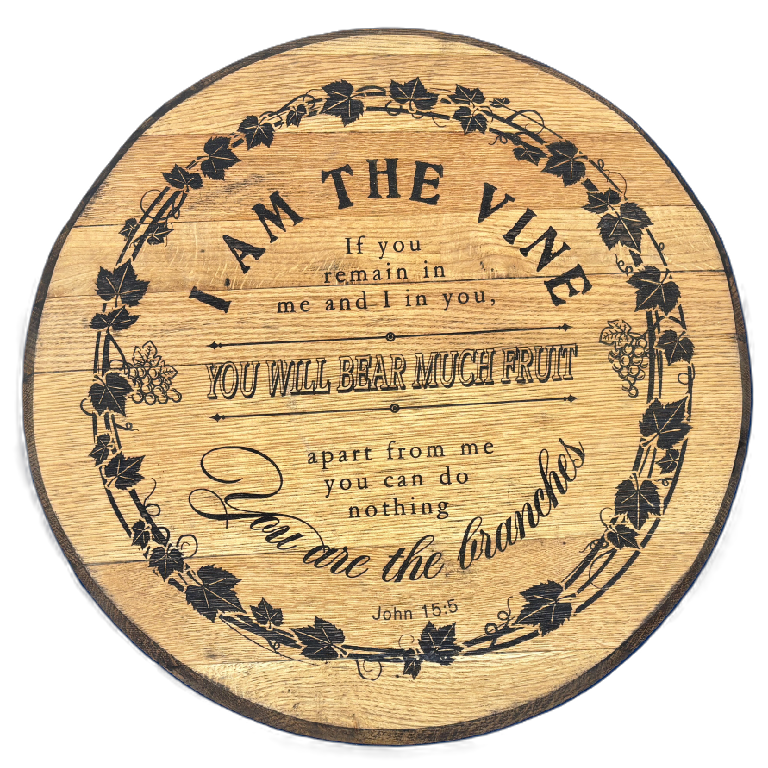 I AM THE VINE
If you
remain in
me and I in you,
YOU WILL BEAR MUCH FRUIT
apart from me
you can do
nothing
You are the branches
John 15:5